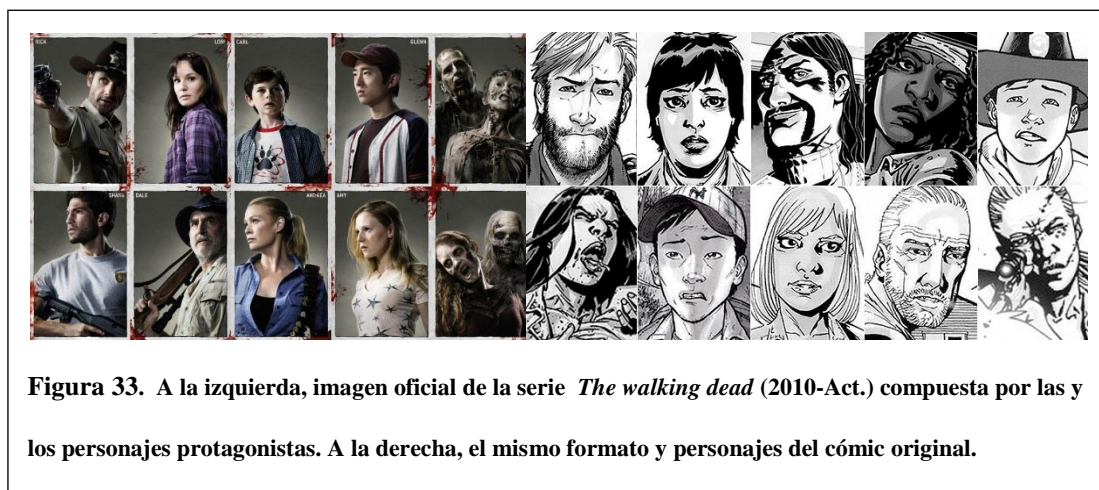 RICK
LORI
CARL
GLENN
SHANE
DALE
ANDREA
AMY
Figura 33. A la izquierda, imagen oficial de la serie The walking dead (2010-Act.) compuesta por las y
los personajes protagonistas. A la derecha, el mismo formato y personajes del cómic original.